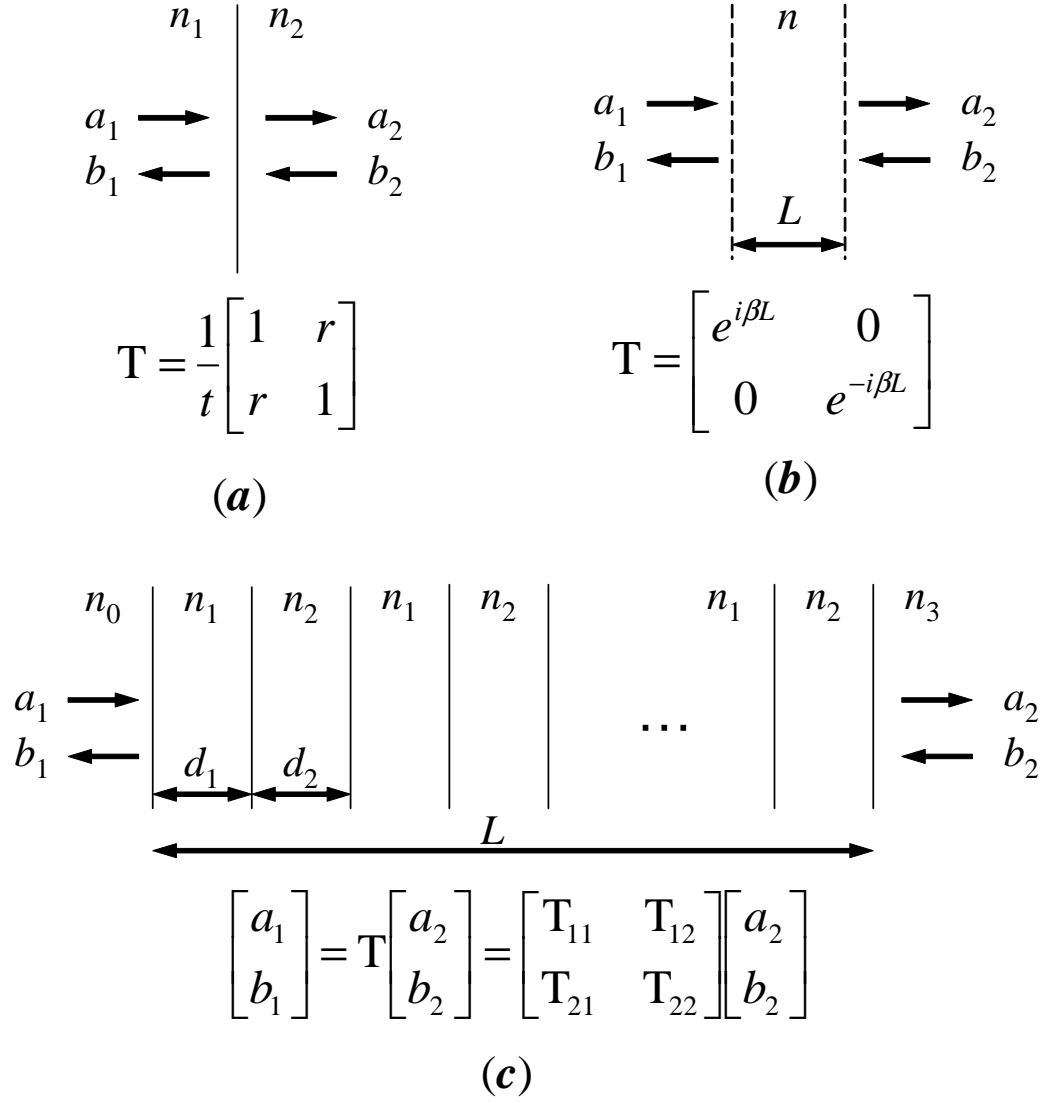 n₁ n₂
a₁ a₂
b₁ b₂
T = 1/t [1 r; r 1]
(a)
n
a₁ a₂
b₁ b₂
L
T = [e^{iβL} 0; 0 e^{-iβL}]
(b)
n₀ n₁ n₂ n₁ n₂ n₁ n₂ n₃
a₁ ... a₂
b₁ d₁ d₂ b₂
L
[a₁; b₁] = T [a₂; b₂] = [T₁₁ T₁₂; T₂₁ T₂₂] [a₂; b₂]
(c)